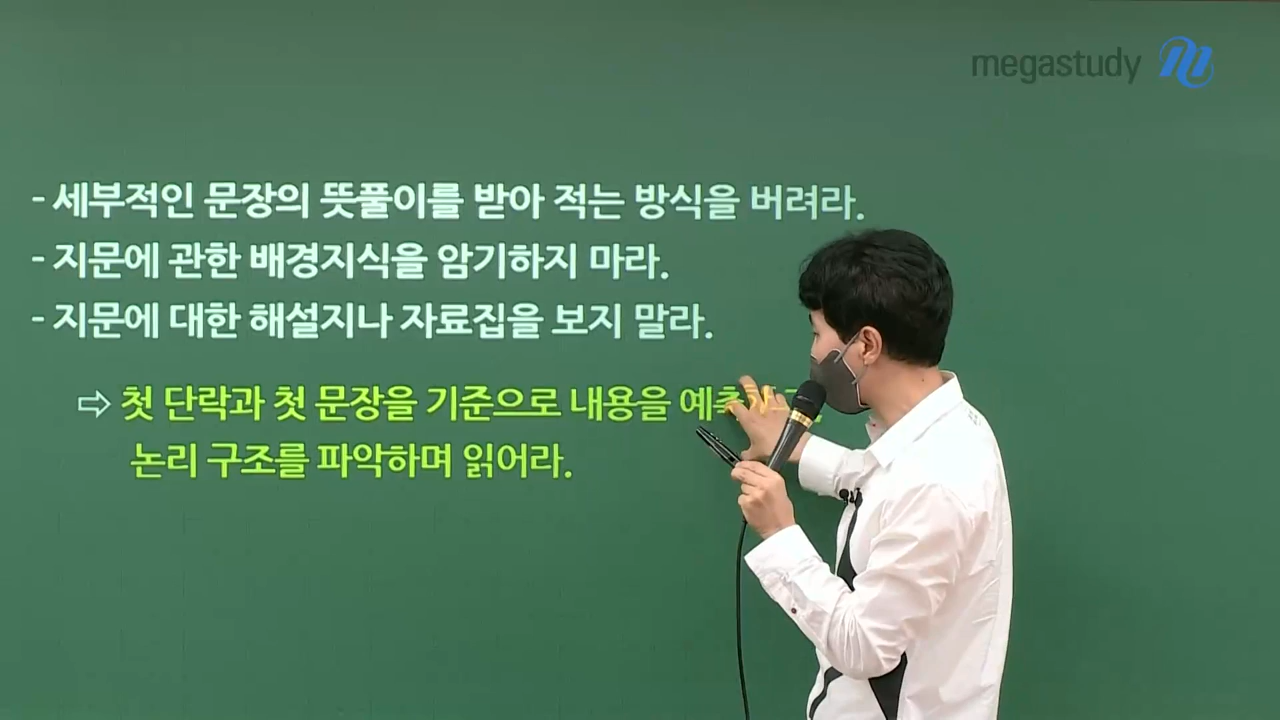 megastudy
- 세부적인 문장의 뜻풀이를 받아 적는 방식을 버려라.
- 지문에 관한 배경지식을 암기하지 마라.
- 지문에 대한 해설지나 자료집을 보지 말라.
⇨ 첫 단락과 첫 문장을 기준으로 내용을
논리 구조를 파악하며 읽어라.